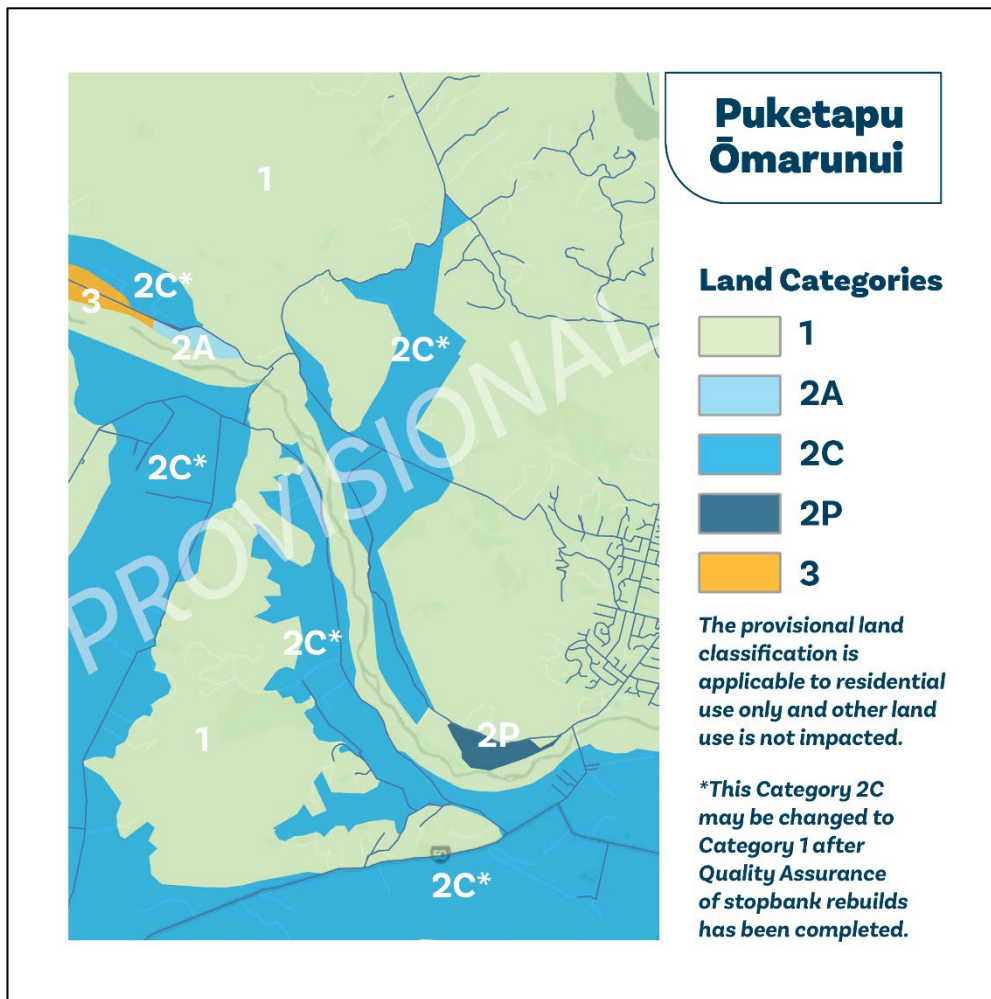 Puketapu
Ōmarunui
1
2C*
3
2A
2C*
2C*
PROVISIONAL
2C*
1
2P
50
2C*
Land Categories
1
2A
2C
2P
3
The provisional land
classification is
applicable to residential
use only and other land
use is not impacted.
*This Category 2C
may be changed to
Category 1 after
Quality Assurance
of stopbank rebuilds
has been completed.